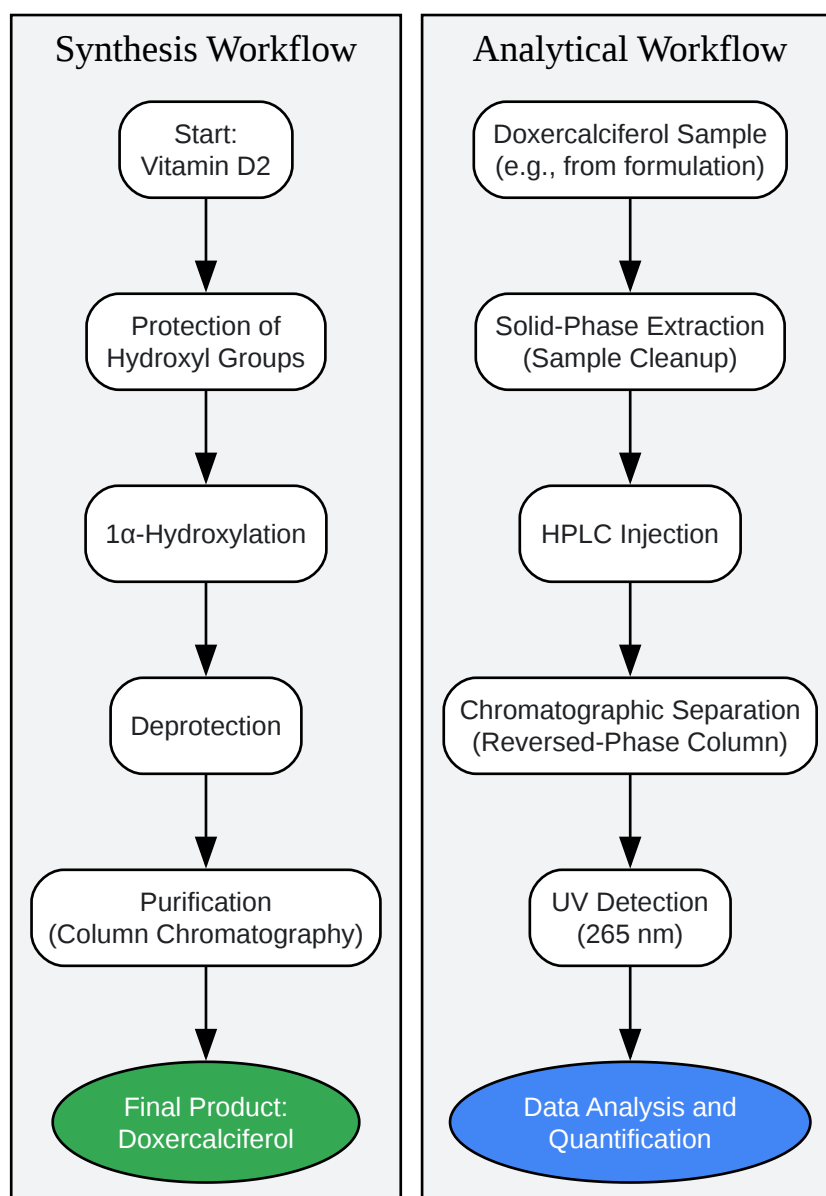 Synthesis Workflow
Start:
Vitamin D2
Protection of
Hydroxyl Groups
1α-Hydroxylation
Deprotection
Purification
(Column Chromatography)
Final Product:
Doxercalciferol
Analytical Workflow
Doxercalciferol Sample
(e.g., from formulation)
Solid-Phase Extraction
(Sample Cleanup)
HPLC Injection
Chromatographic Separation
(Reversed-Phase Column)
UV Detection
(265 nm)
Data Analysis and
Quantification